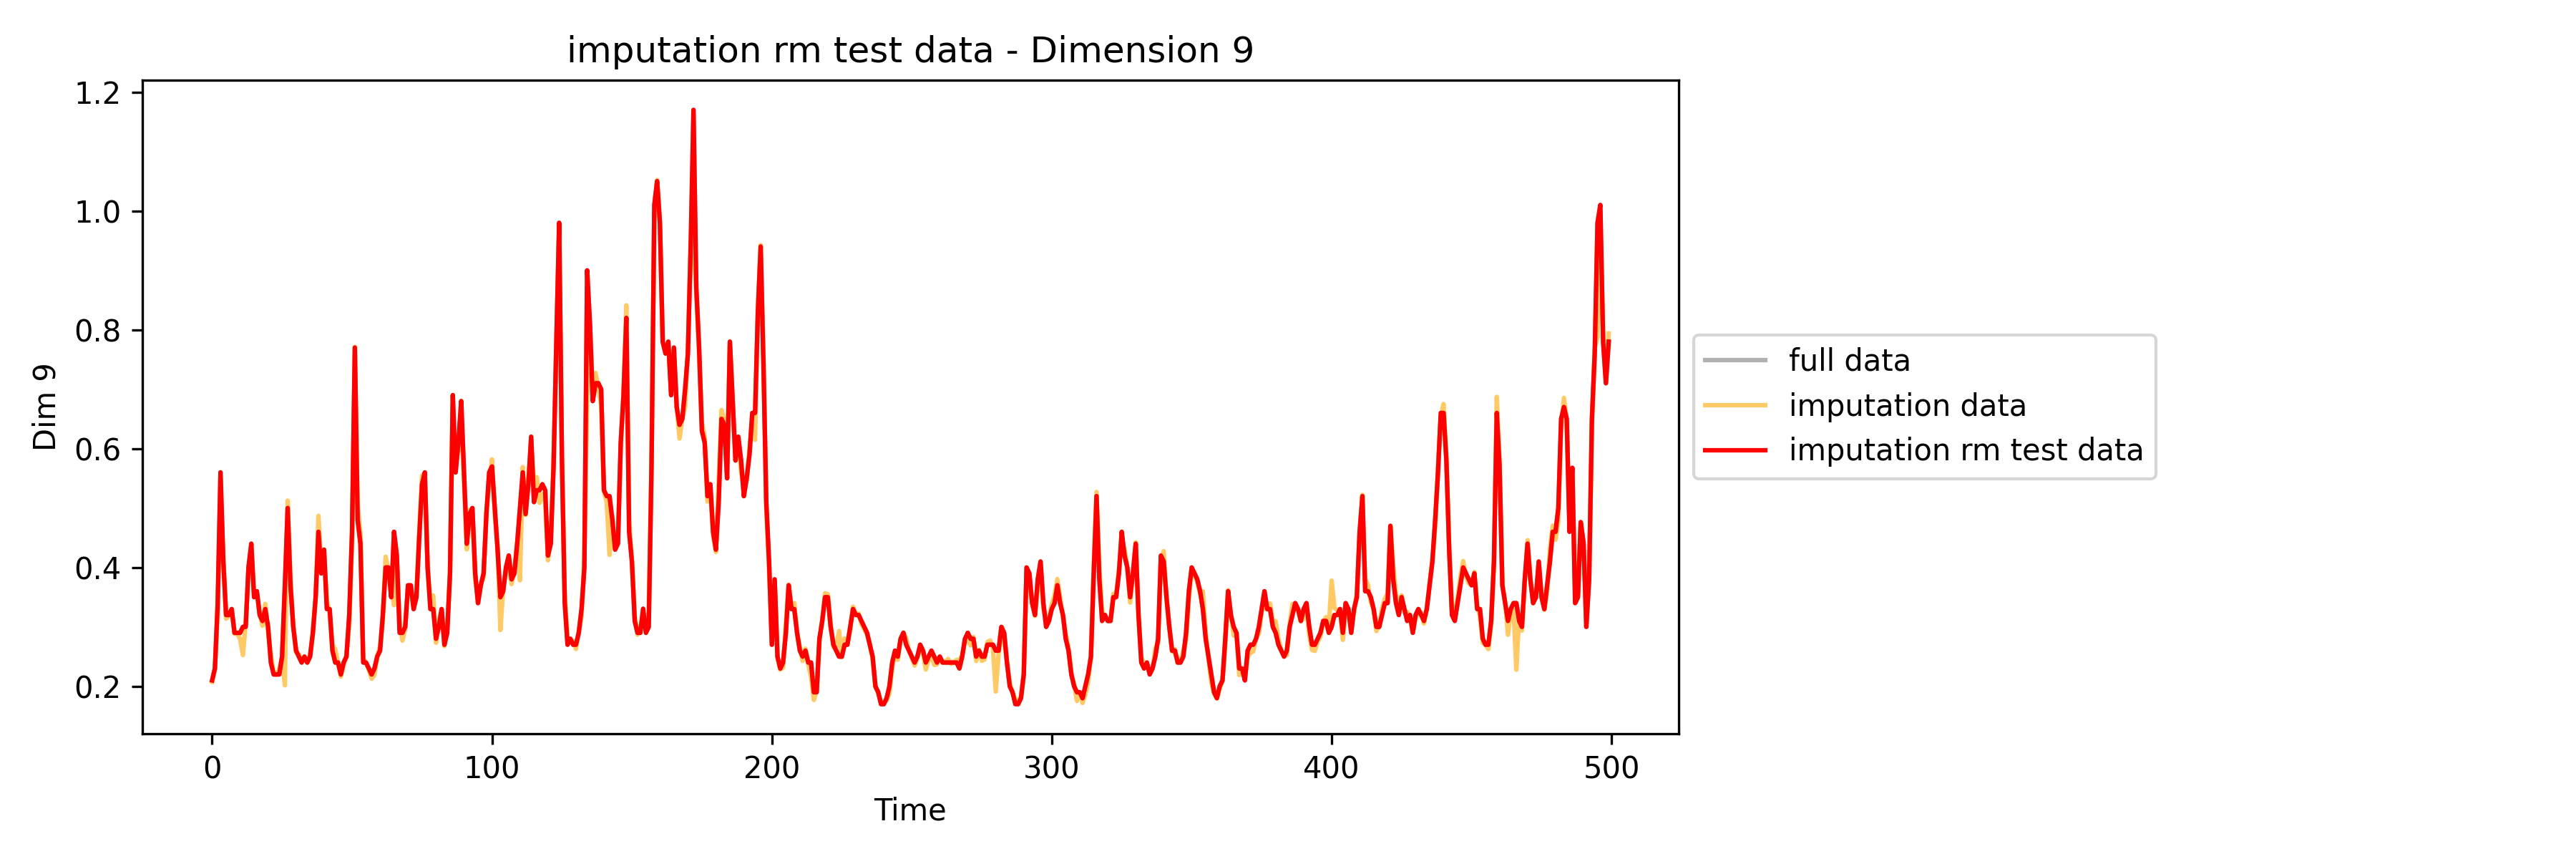 imputation rm test data - Dimension 9
1.2
1.0
0.8
0.6
0.4
0.2
Dim 9
0 100 200 300 400 500
Time
full data
imputation data
imputation rm test data